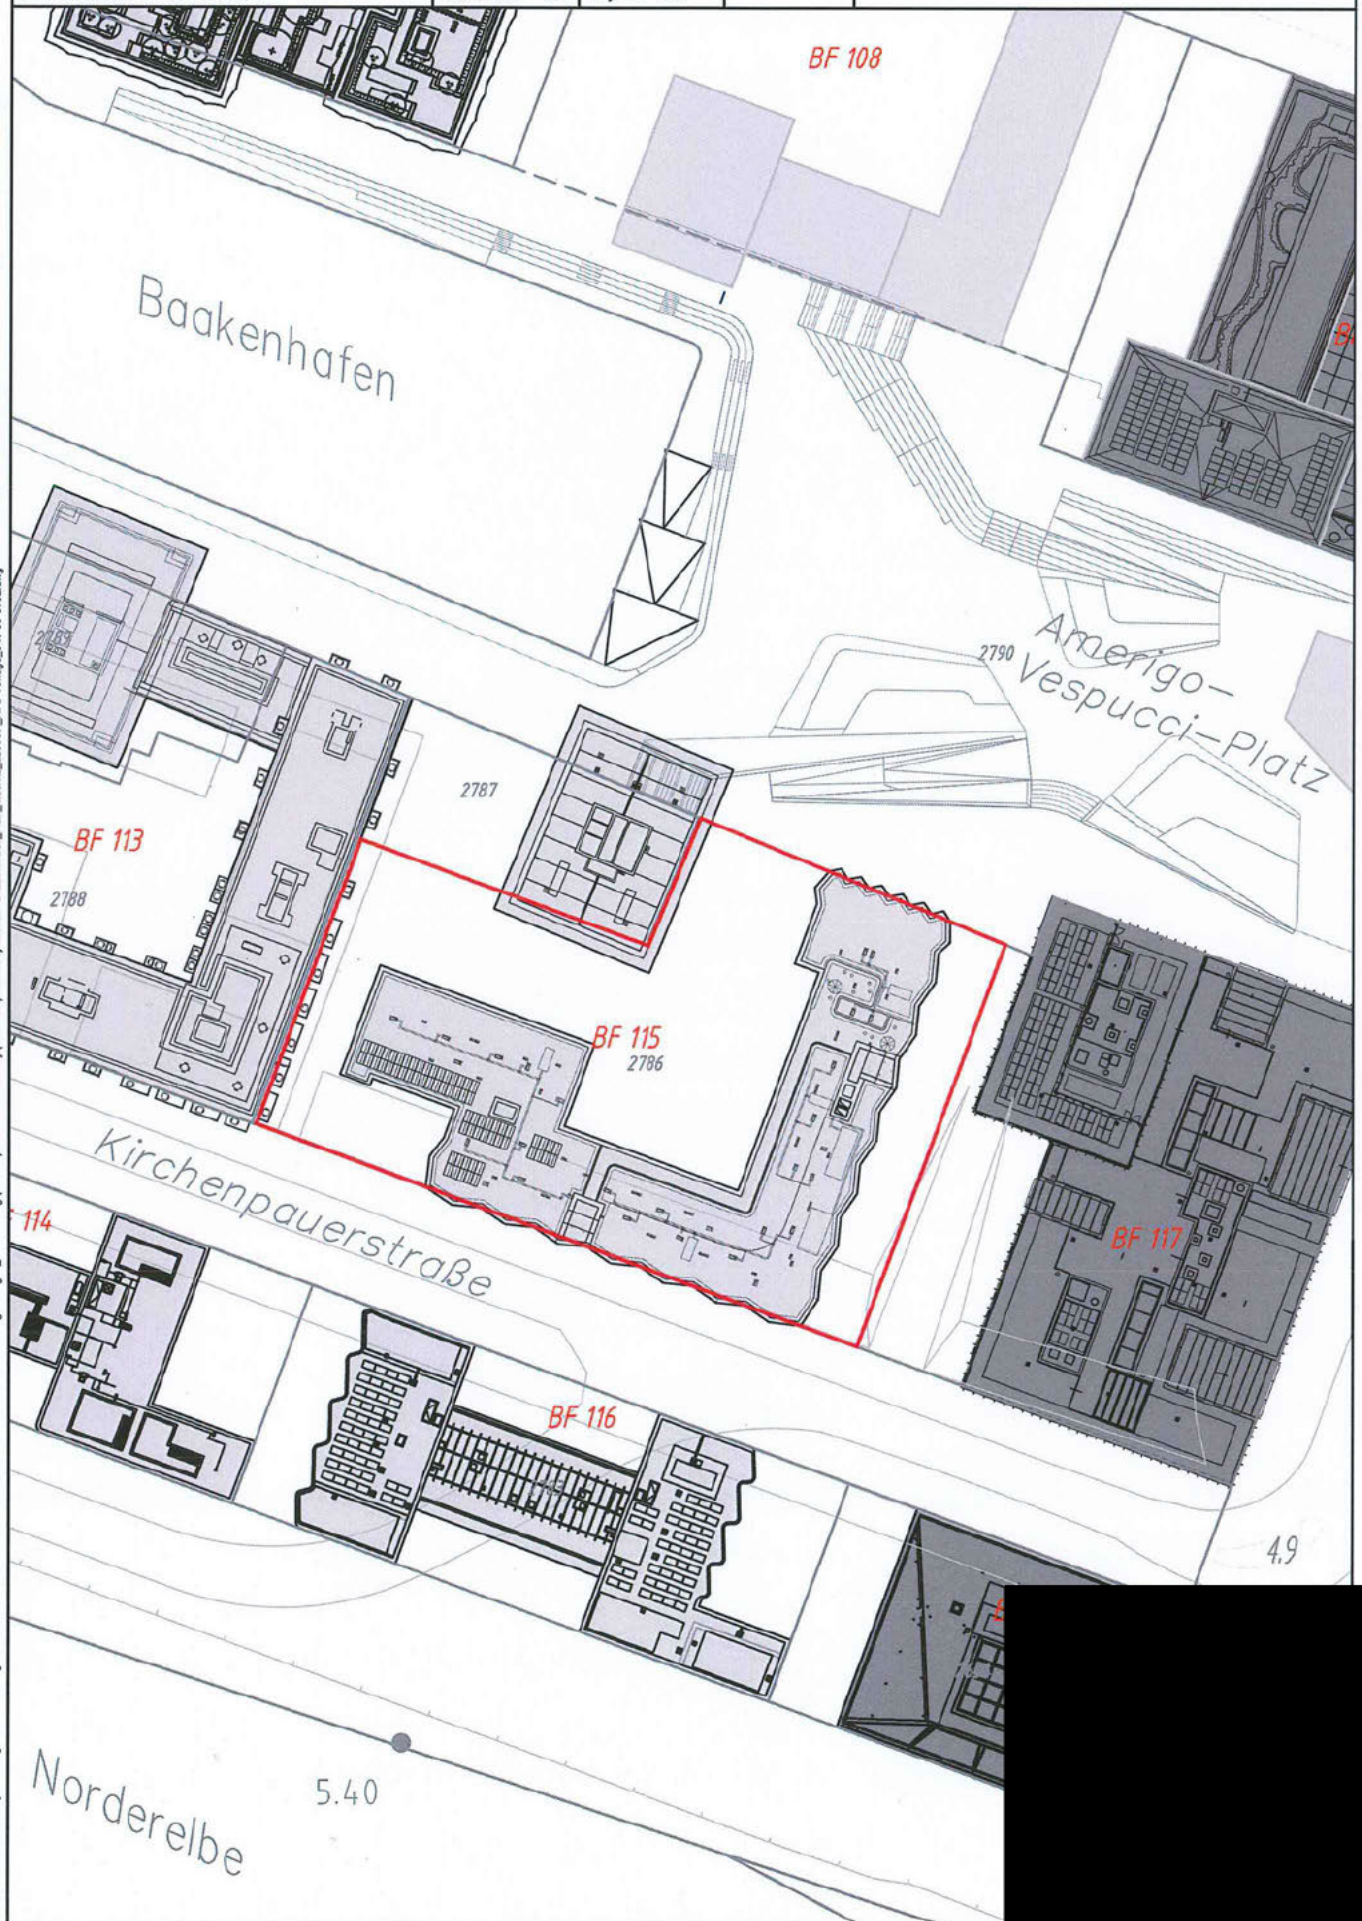 BF 108
Baakenhafen
2790
Amerigo-
Vespucci-Platz
2789
2787
BF 113
2788
BF 115
2786
Kirchenpauerstraße
114
BF 117
BF 116
4.9
5.40
Norderelbe